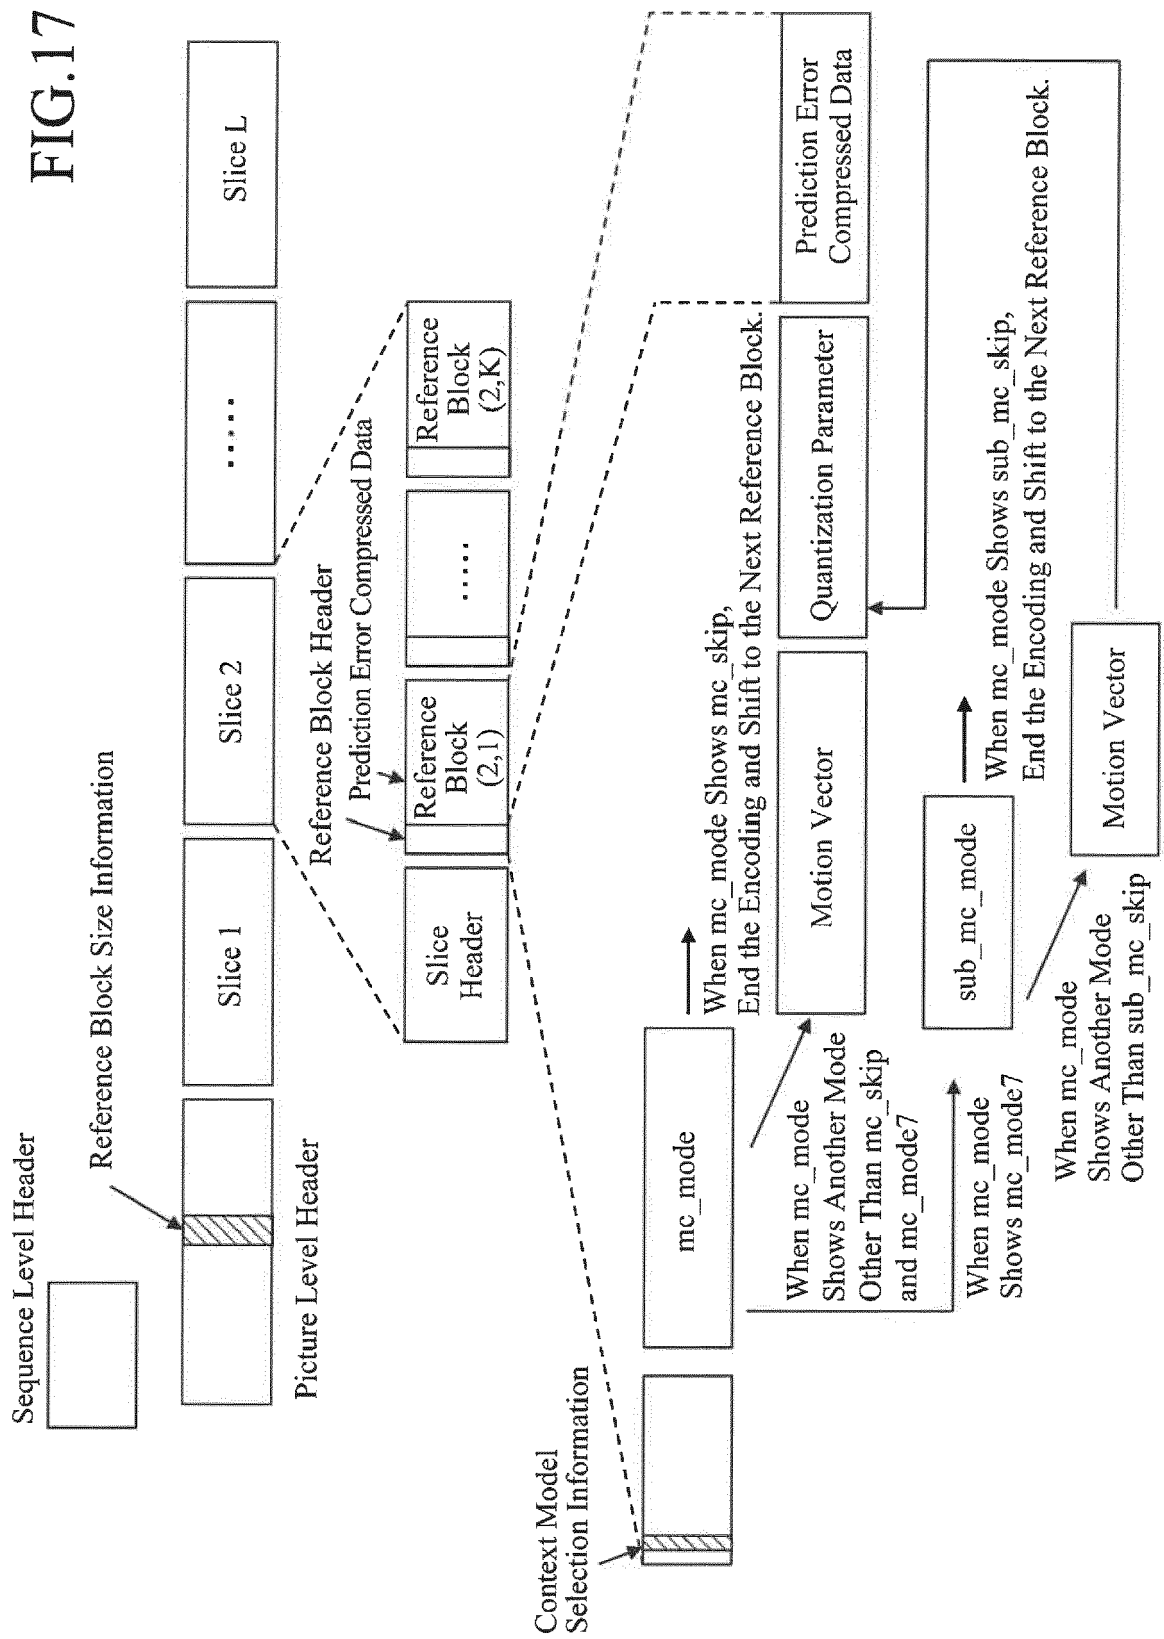 FIG.17
Sequence Level Header
Reference Block Size Information
Slice 1
Slice 2
.....
Slice L
Picture Level Header
Reference Block Header
Prediction Error Compressed Data
Slice
Header
Reference
Block
(2,1)
.....
Reference
Block
(2,K)
Context Model
Selection Information
mc_mode
When mc_mode Shows mc_skip,
End the Encoding and Shift to the Next Reference Block.
When mc_mode
Shows Another Mode
Other Than mc_skip
and mc_mode7
Motion Vector
Quantization Parameter
Prediction Error
Compressed Data
When mc_mode
Shows mc_mode7
sub_mc_mode
When mc_mode Shows sub_mc_skip,
End the Encoding and Shift to the Next Reference Block.
When mc_mode
Shows Another Mode
Other Than sub_mc_skip
Motion Vector